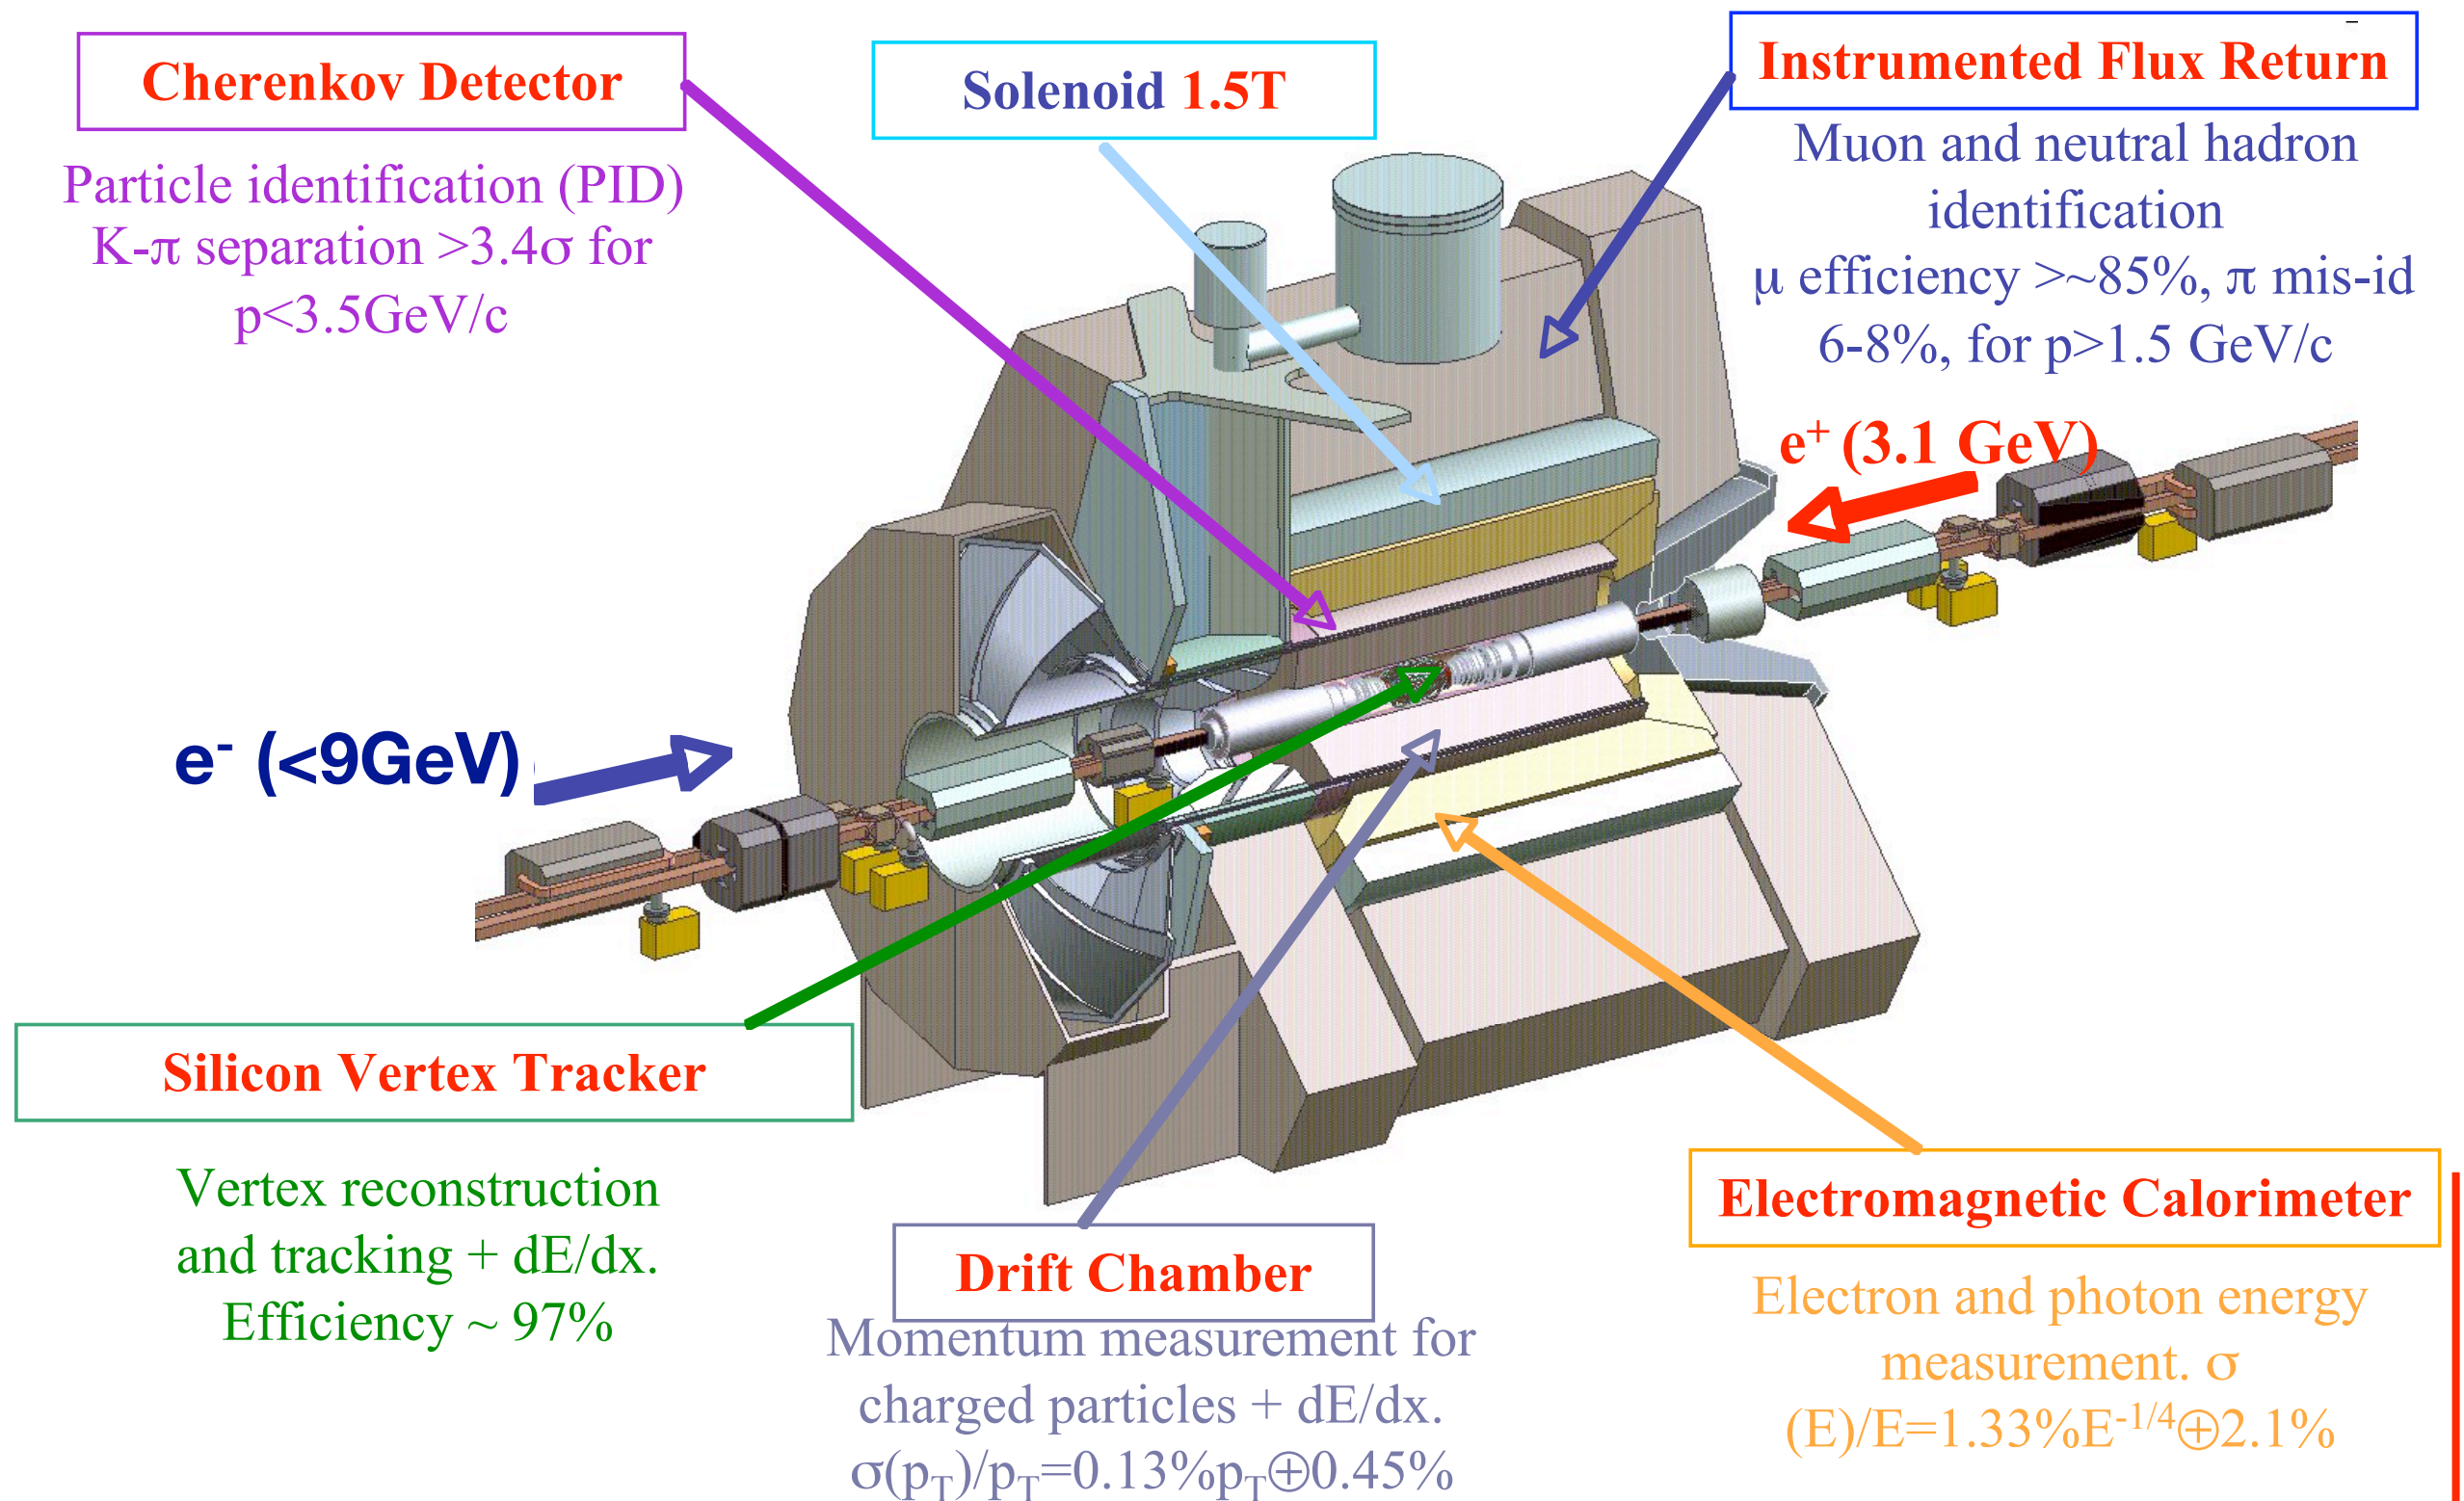 Cherenkov Detector
Particle identification (PID)
K-π separation >3.4σ for
p<3.5GeV/c
Solenoid 1.5T
Instrumented Flux Return
Muon and neutral hadron
identification
μ efficiency >~85%, π mis-id
6-8%, for p>1.5 GeV/c
e⁺ (3.1 GeV)
e⁻ (<9GeV)
Silicon Vertex Tracker
Vertex reconstruction
and tracking + dE/dx.
Efficiency ~ 97%
Drift Chamber
Momentum measurement for
charged particles + dE/dx.
σ(p_T)/p_T=0.13%p_T⊕0.45%
Electromagnetic Calorimeter
Electron and photon energy
measurement. σ
(E)/E=1.33%E⁻¹/⁴⊕2.1%